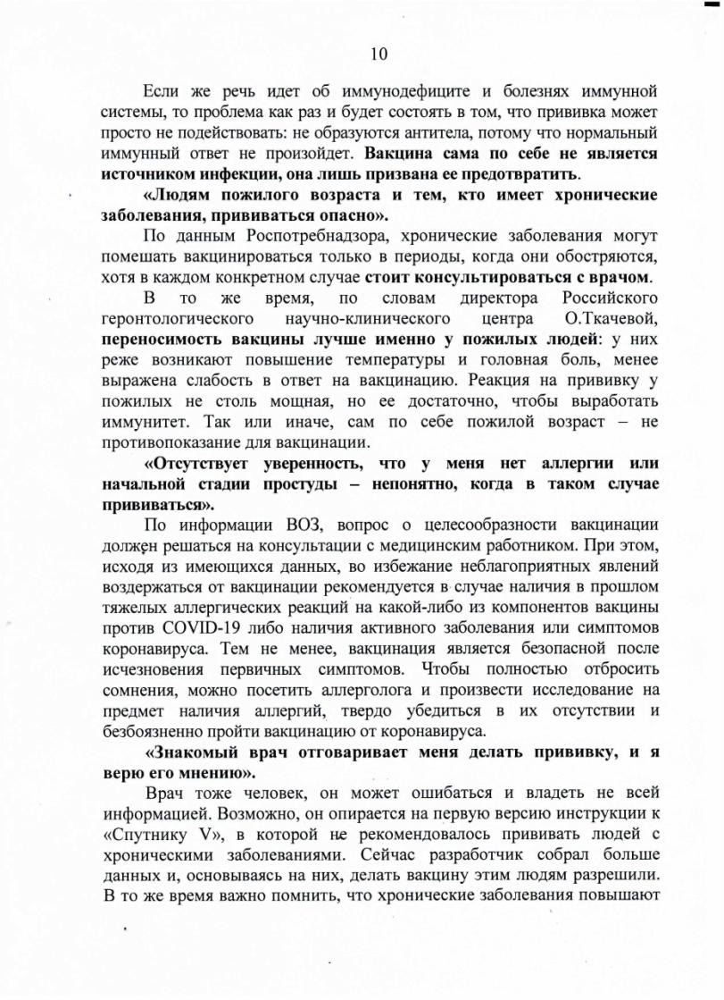 10
Если же речь идет об иммунодефиците и болезнях иммунной
системы, то проблема как раз и будет состоять в том, что прививка может
просто не подействовать: не образуются антитела, потому что нормальный
иммунный ответ не произойдет. Вакцина сама по себе не является
источником инфекции, она лишь призвана ее предотвратить.
«Людям пожилого возраста и тем, кто имеет хронические
заболевания, прививаться опасно».
По данным Роспотребнадзора, хронические заболевания могут
помешать вакцинироваться только в периоды, когда они обостряются,
хотя в каждом конкретном случае стоит консультироваться с врачом.
В то же время, по словам директора Российского
геронтологического научно-клинического центра О.Ткачевой,
переносимость вакцины лучше именно у пожилых людей: у них
реже возникают повышение температуры и головная боль, менее
выражена слабость в ответ на вакцинацию. Реакция на прививку у
пожилых не столь мощная, но ее достаточно, чтобы выработать
иммунитет. Так или иначе, сам по себе пожилой возраст – не
противопоказание для вакцинации.
«Отсутствует уверенность, что у меня нет аллергии или
начальной стадии простуды – непонятно, когда в таком случае
прививаться».
По информации ВОЗ, вопрос о целесообразности вакцинации
должен решаться на консультации с медицинским работником. При этом,
исходя из имеющихся данных, во избежание неблагоприятных явлений
воздержаться от вакцинации рекомендуется в случае наличия в прошлом
тяжелых аллергических реакций на какой-либо из компонентов вакцины
против COVID-19 либо наличия активного заболевания или симптомов
коронавируса. Тем не менее, вакцинация является безопасной после
исчезновения первичных симптомов. Чтобы полностью отбросить
сомнения, можно посетить аллерголога и произвести исследование на
предмет наличия аллергий, твердо убедиться в их отсутствии и
безбоязненно пройти вакцинацию от коронавируса.
«Знакомый врач отговаривает меня делать прививку, и я
верю его мнению».
Врач тоже человек, он может ошибаться и владеть не всей
информацией. Возможно, он опирается на первую версию инструкции к
«Спутнику V», в которой не рекомендовалось прививать людей с
хроническими заболеваниями. Сейчас разработчик собрал больше
данных и, основываясь на них, делать вакцину этим людям разрешили.
В то же время важно помнить, что хронические заболевания повышают